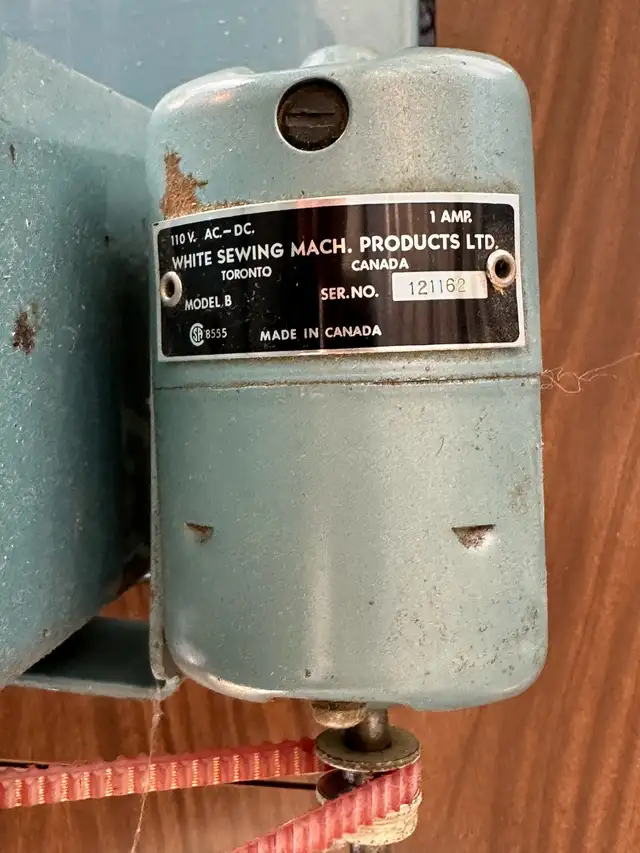 110 V. AC.-DC. 1 AMP.
WHITE SEWING MACH. PRODUCTS LTD.
TORONTO CANADA
MODEL B SER.NO. 121162
SA 8555 MADE IN CANADA